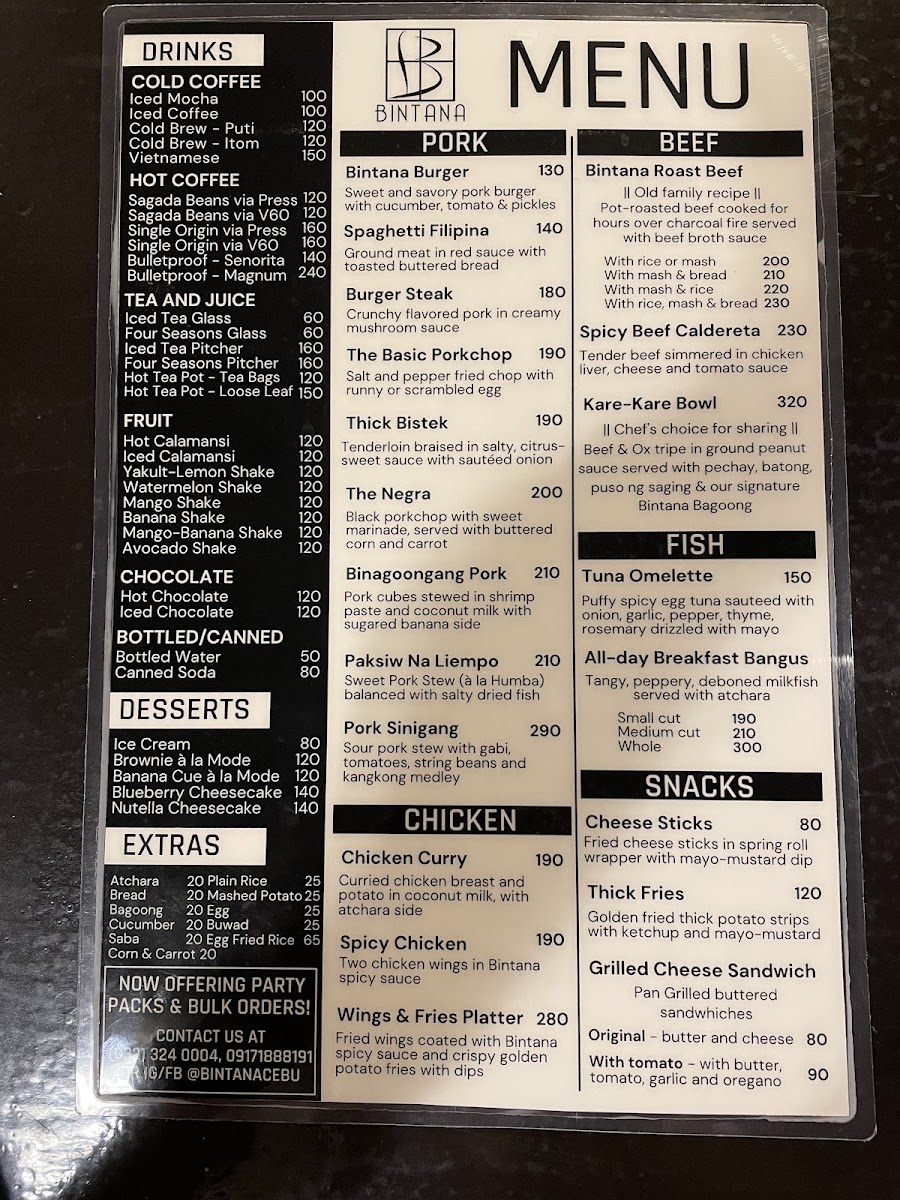 DRINKS
COLD COFFEE
Iced Mocha 100
Iced Coffee 100
Cold Brew - Puti 120
Cold Brew - Itom 120
Vietnamese 150
HOT COFFEE
Sagada Beans via Press 120
Sagada Beans via V60 120
Single Origin via Press 160
Single Origin via V60 160
Bulletproof - Senorita 140
Bulletproof - Magnum 240
TEA AND JUICE
Iced Tea Glass 60
Four Seasons Glass 60
Iced Tea Pitcher 160
Four Seasons Pitcher 160
Hot Tea Pot - Tea Bags 120
Hot Tea Pot - Loose Leaf 150
FRUIT
Hot Calamansi 120
Iced Calamansi 120
Yakult-Lemon Shake 120
Watermelon Shake 120
Mango Shake 120
Banana Shake 120
Mango-Banana Shake 120
Avocado Shake 120
CHOCOLATE
Hot Chocolate 120
Iced Chocolate 120
BOTTLED/CANNED
Bottled Water 50
Canned Soda 80
DESSERTS
Ice Cream 80
Brownie à la Mode 120
Banana Cue à la Mode 120
Blueberry Cheesecake 140
Nutella Cheesecake 140
EXTRAS
Atchara 20 Plain Rice 25
Bread 20 Mashed Potato 25
Bagoong 20 Egg 25
Cucumber 20 Buwad 25
Saba 20 Egg Fried Rice 65
Corn & Carrot 20
NOW OFFERING PARTY
PACKS & BULK ORDERS!
CONTACT US AT
324 0004, 09171888191
IG/FB @BINTANACEBU
B
BINTANA
MENU
PORK
Bintana Burger 130
Sweet and savory pork burger
with cucumber, tomato & pickles
Spaghetti Filipina 140
Ground meat in red sauce with
toasted buttered bread
Burger Steak 180
Crunchy flavored pork in creamy
mushroom sauce
The Basic Porkchop 190
Salt and pepper fried chop with
runny or scrambled egg
Thick Bistek 190
Tenderloin braised in salty, citrus-
sweet sauce with sautéed onion
The Negra 200
Black porkchop with sweet
marinade, served with buttered
corn and carrot
Binagoongang Pork 210
Pork cubes stewed in shrimp
paste and coconut milk with
sugared banana side
Paksiw Na Liempo 210
Sweet Pork Stew (à la Humba)
balanced with salty dried fish
Pork Sinigang 290
Sour pork stew with gabi,
tomatoes, string beans and
kangkong medley
CHICKEN
Chicken Curry 190
Curried chicken breast and
potato in coconut milk, with
atchara side
Spicy Chicken 190
Two chicken wings in Bintana
spicy sauce
Wings & Fries Platter 280
Fried wings coated with Bintana
spicy sauce and crispy golden
potato fries with dips
BEEF
Bintana Roast Beef
|| Old family recipe ||
Pot-roasted beef cooked for
hours over charcoal fire served
with beef broth sauce
With rice or mash 200
With mash & bread 210
With mash & rice 220
With rice, mash & bread 230
Spicy Beef Caldereta 230
Tender beef simmered in chicken
liver, cheese and tomato sauce
Kare-Kare Bowl 320
|| Chef's choice for sharing ||
Beef & Ox tripe in ground peanut
sauce served with pechay, batong,
puso ng saging & our signature
Bintana Bagoong
FISH
Tuna Omelette 150
Puffy spicy egg tuna sauteed with
onion, garlic, pepper, thyme,
rosemary drizzled with mayo
All-day Breakfast Bangus
Tangy, peppery, deboned milkfish
served with atchara
Small cut 190
Medium cut 210
Whole 300
SNACKS
Cheese Sticks 80
Fried cheese sticks in spring roll
wrapper with mayo-mustard dip
Thick Fries 120
Golden fried thick potato strips
with ketchup and mayo-mustard
Grilled Cheese Sandwich
Pan Grilled buttered
sandwhiches
Original - butter and cheese 80
With tomato - with butter,
tomato, garlic and oregano 90